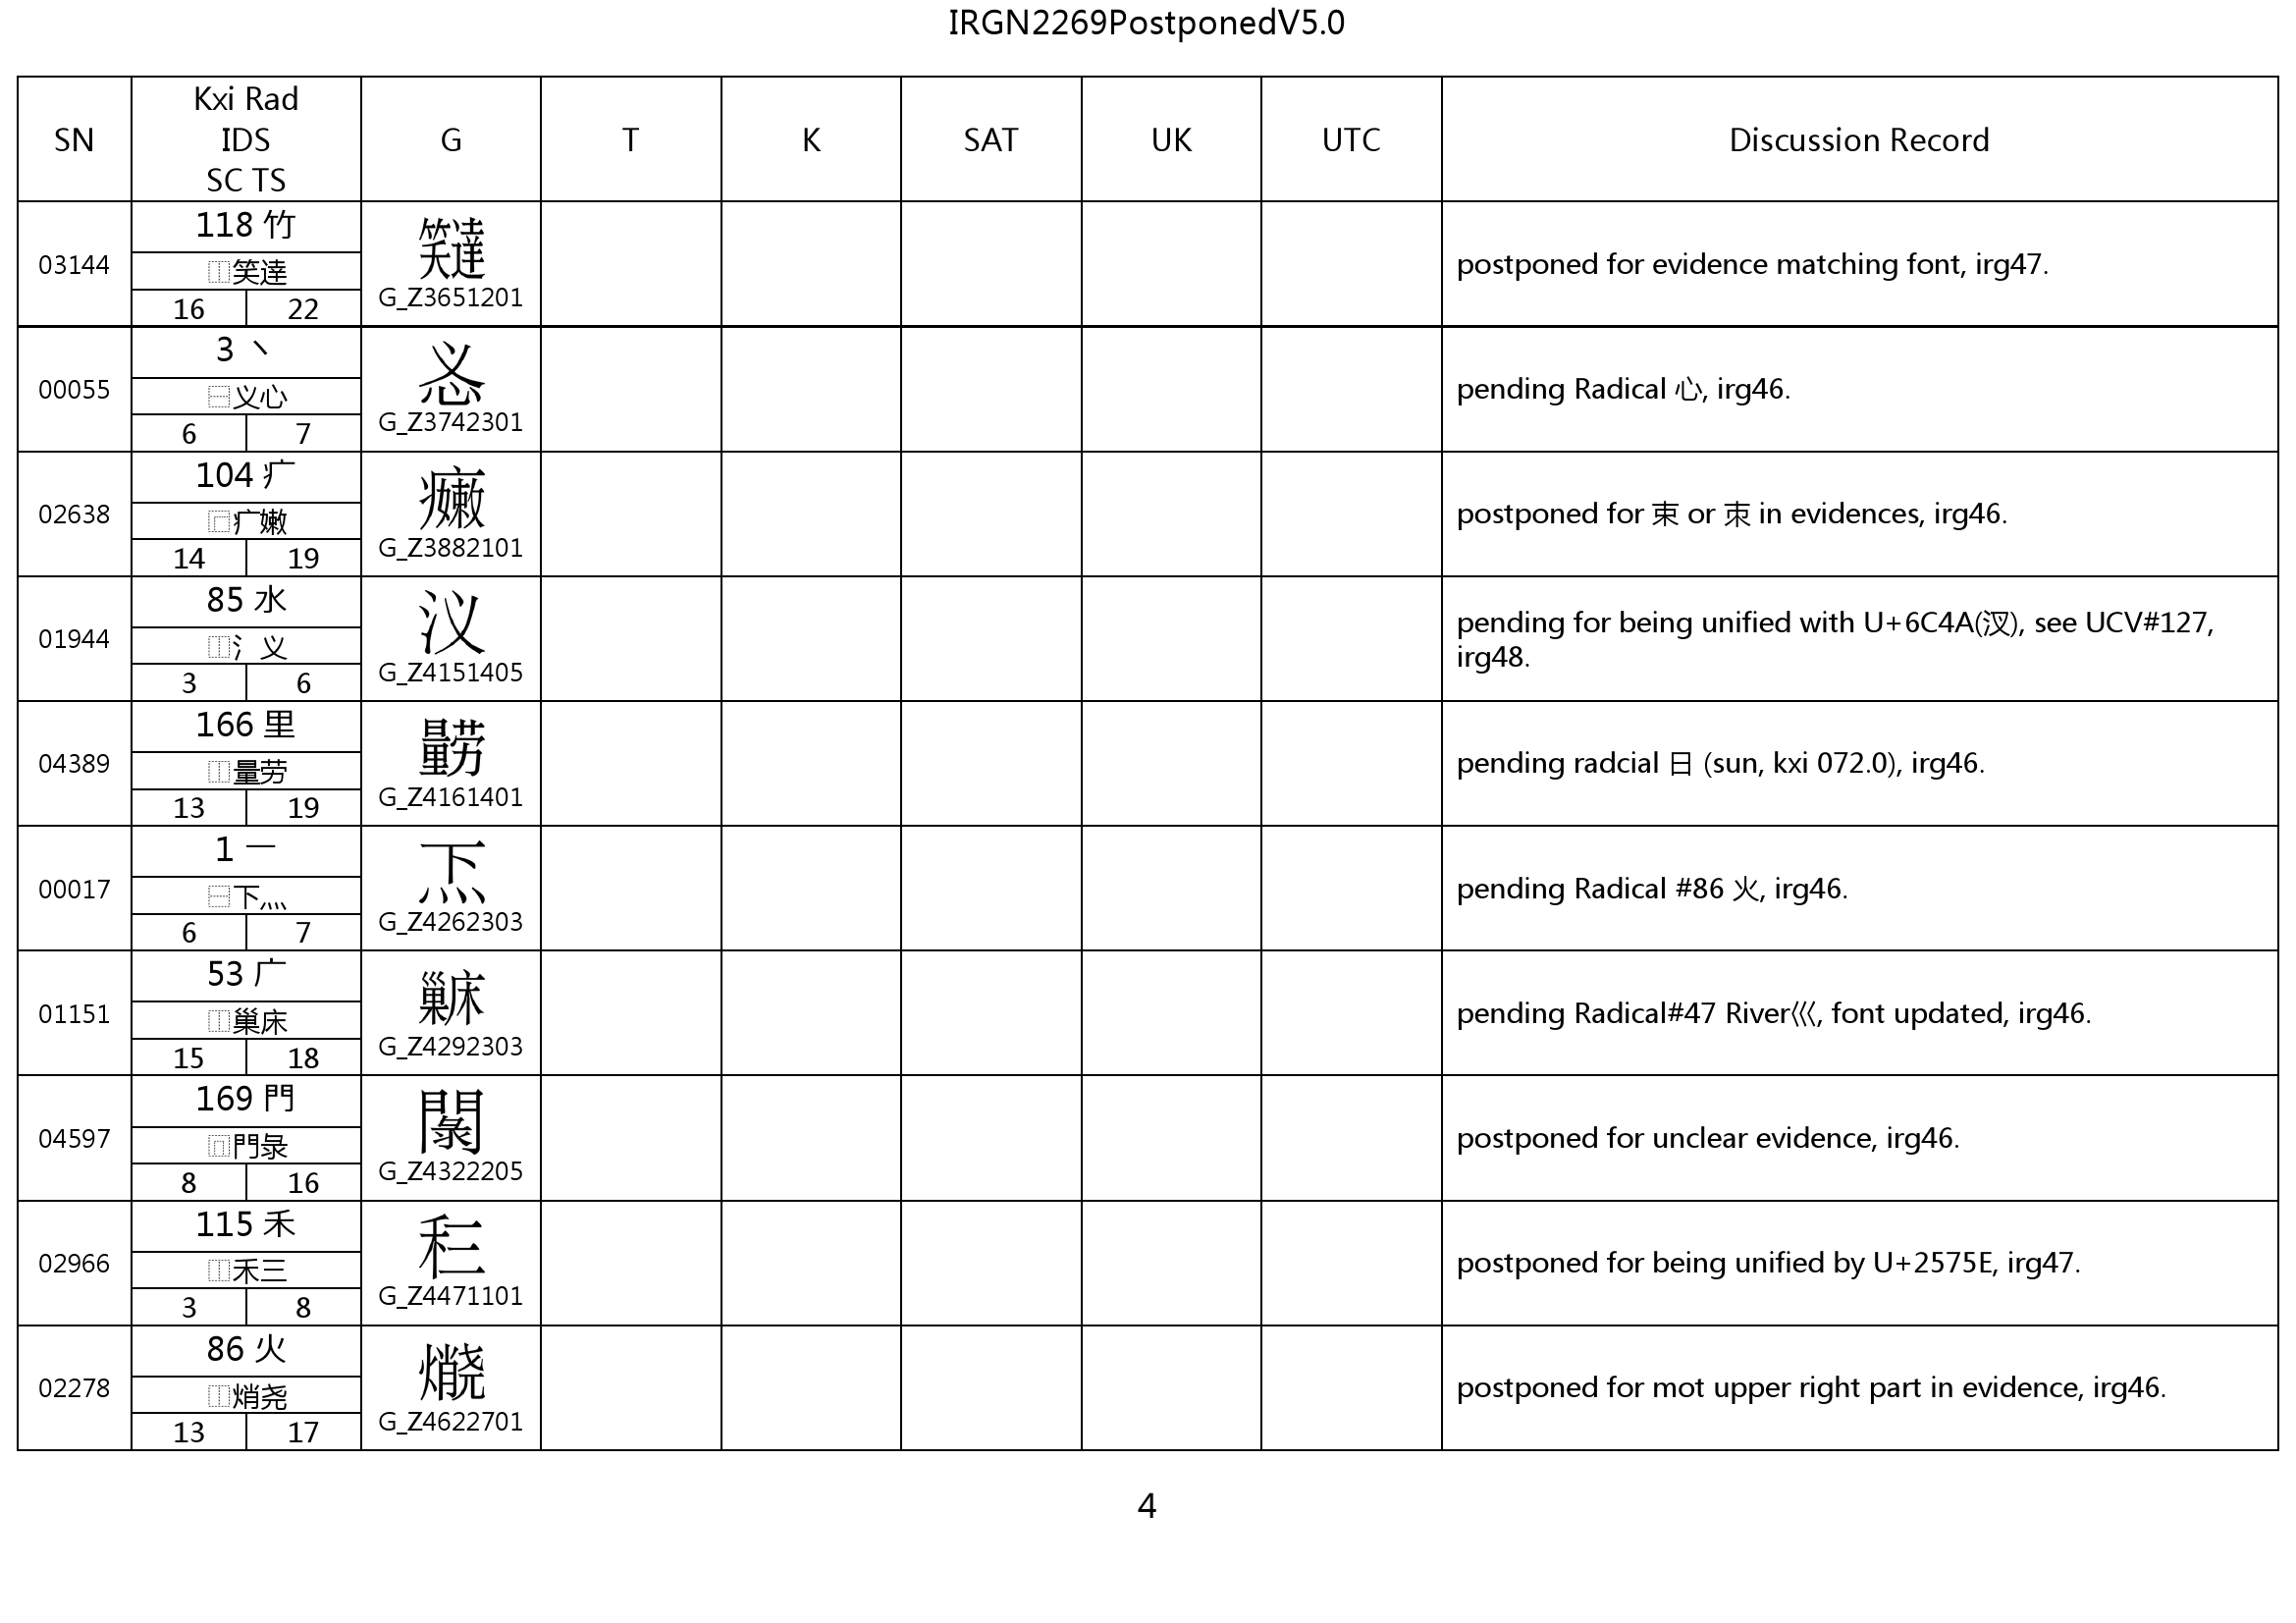 IRGN2269PostponedV5.0
SN Kxi Rad IDS SC TS G T K SAT UK UTC Discussion Record
03144
118 竹
⿰笑達
16 22
G_Z3651201
postponed for evidence matching font, irg47.
00055
3 丶
⿱义心
6 7
G_Z3742301
pending Radical 心, irg46.
02638
104 疒
⿸疒嫩
14 19
G_Z3882101
postponed for 束 or 朿 in evidences, irg46.
01944
85 水
⿰氵义
3 6
G_Z4151405
pending for being unified with U+6C4A(汊), see UCV#127,
irg48.
04389
166 里
⿰量劳
13 19
G_Z4161401
pending radcial 日 (sun, kxi 072.0), irg46.
00017
1 一
⿱下灬
6 7
G_Z4262303
pending Radical #86 火, irg46.
01151
53 广
⿰巢床
15 18
G_Z4292303
pending Radical#47 River巛, font updated, irg46.
04597
169 門
⿵門彔
8 16
G_Z4322205
postponed for unclear evidence, irg46.
02966
115 禾
⿰禾三
3 8
G_Z4471101
postponed for being unified by U+2575E, irg47.
02278
86 火
⿰焇尧
13 17
G_Z4622701
postponed for mot upper right part in evidence, irg46.
4